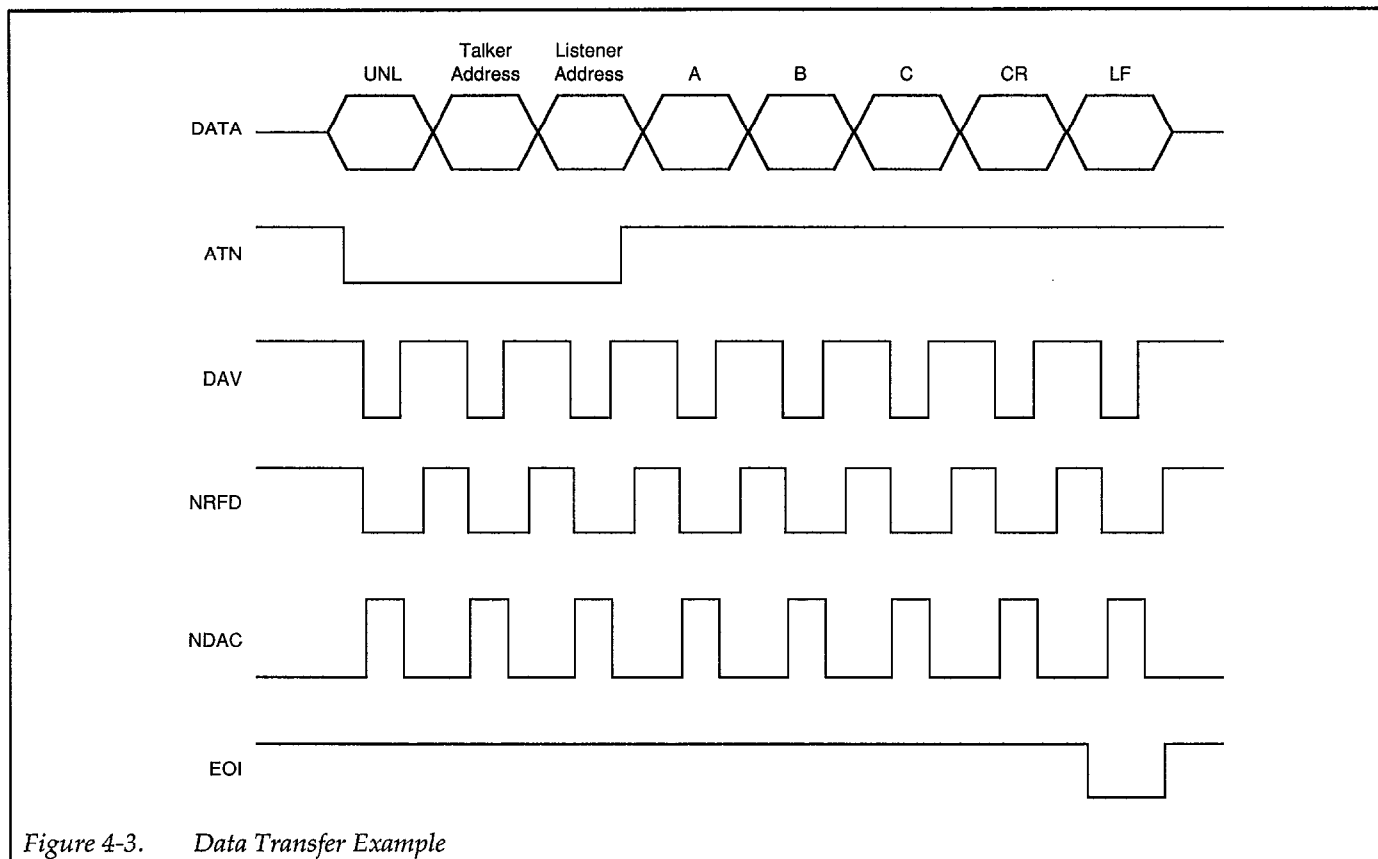 UNL Talker Address Listener Address A B C CR LF
DATA
ATN
DAV
NRFD
NDAC
EOI
Figure 4-3. Data Transfer Example